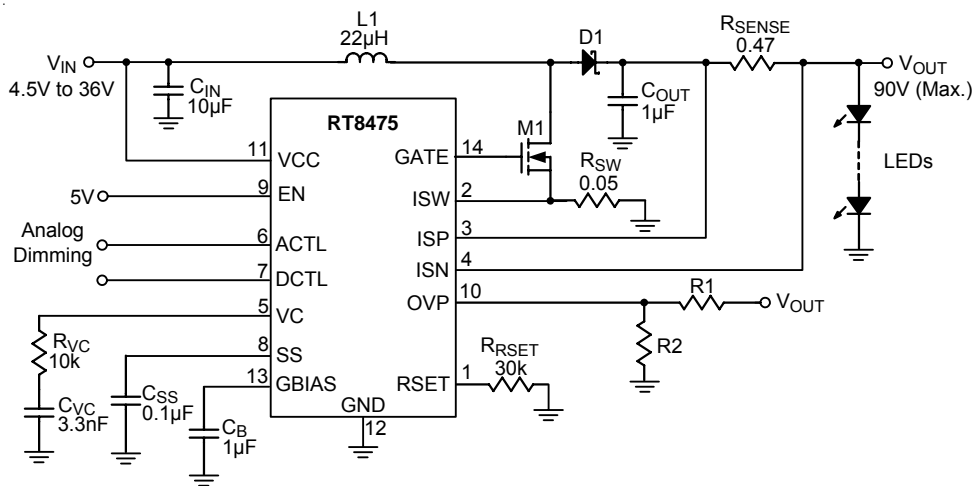 L1
22µH
D1
RSENSE
0.47
VIN
4.5V to 36V
CIN
10µF
COUT
1µF
VOUT
90V (Max.)
RT8475
M1
LEDs
11
VCC
GATE
14
RSW
0.05
5V
9
EN
ISW
2
Analog
Dimming
6
ACTL
ISP
3
7
DCTL
ISN
4
5
VC
OVP
10
R1
VOUT
R2
RVC
10k
8
SS
RRSET
30k
CVC
3.3nF
CSS
0.1µF
13
GBIAS
RSET
1
CB
1µF
GND
12